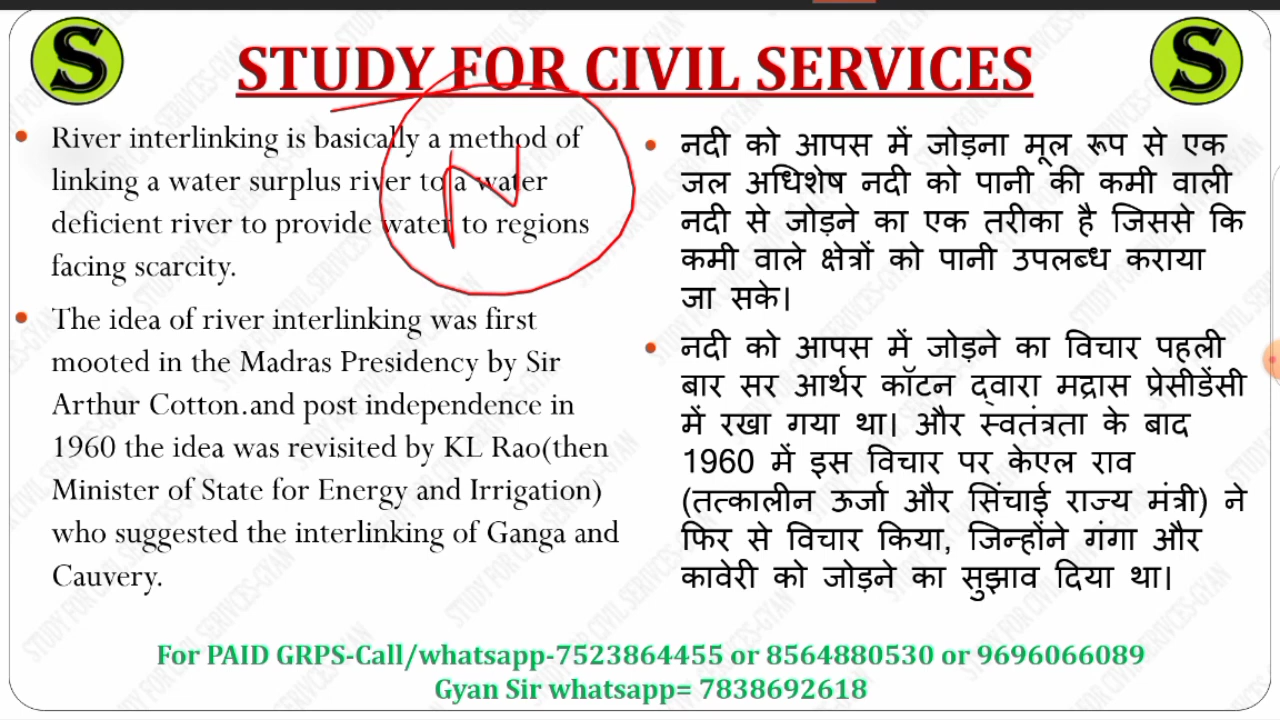 S
STUDY FOR CIVIL SERVICES
S
River interlinking is basically a method of
linking a water surplus river to a water
deficient river to provide water to regions
facing scarcity.
The idea of river interlinking was first
mooted in the Madras Presidency by Sir
Arthur Cotton.and post independence in
1960 the idea was revisited by KL Rao(then
Minister of State for Energy and Irrigation)
who suggested the interlinking of Ganga and
Cauvery.
N
नदी को आपस में जोड़ना मूल रूप से एक
जल अधिशेष नदी को पानी की कमी वाली
नदी से जोड़ने का एक तरीका है जिससे कि
कमी वाले क्षेत्रों को पानी उपलब्ध कराया
जा सके।
नदी को आपस में जोड़ने का विचार पहली
बार सर आर्थर कॉटन द्वारा मद्रास प्रेसीडेंसी
में रखा गया था। और स्वतंत्रता के बाद
1960 में इस विचार पर केएल राव
(तत्कालीन ऊर्जा और सिंचाई राज्य मंत्री) ने
फिर से विचार किया, जिन्होंने गंगा और
कावेरी को जोड़ने का सुझाव दिया था।
For PAID GRPS-Call/whatsapp-7523864455 or 8564880530 or 9696066089
Gyan Sir whatsapp= 7838692618